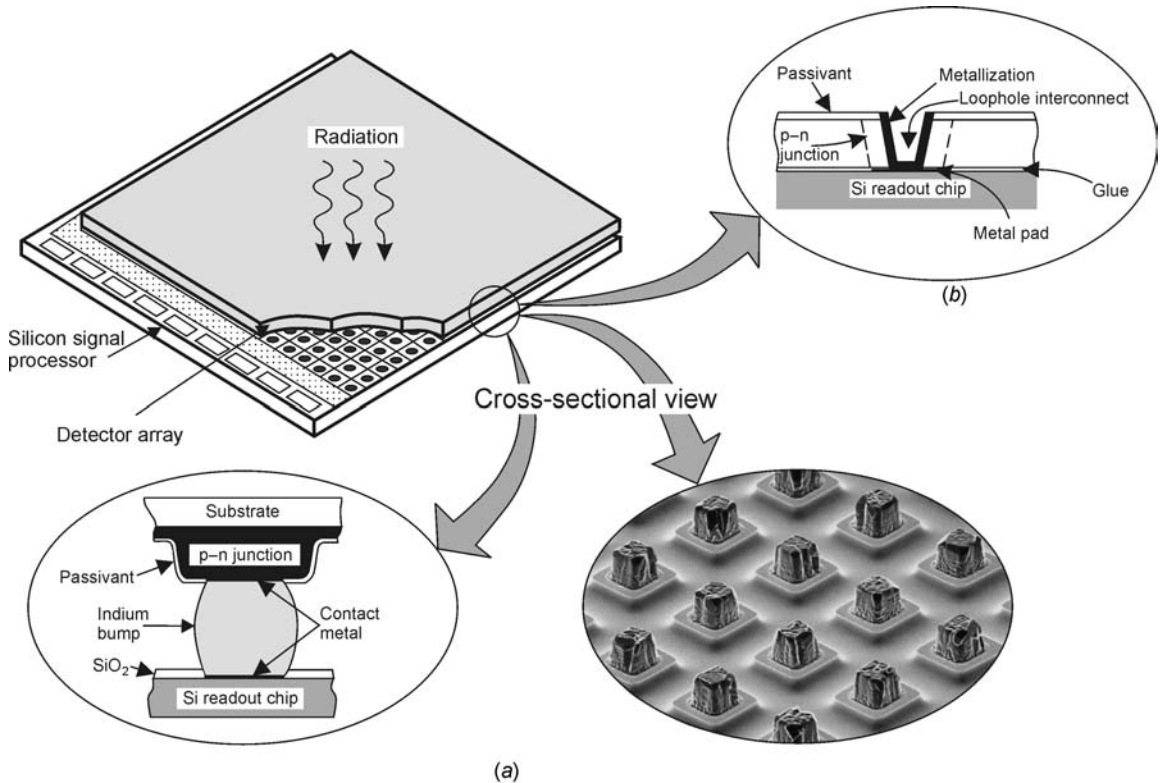 Radiation
Silicon signal
processor
Detector array
Cross-sectional view
Passivant
Metallization
Loophole interconnect
p–n
junction
Si readout chip
Glue
Metal pad
(b)
Substrate
p–n junction
Passivant
Indium
bump
Contact
metal
SiO₂
Si readout chip
(a)